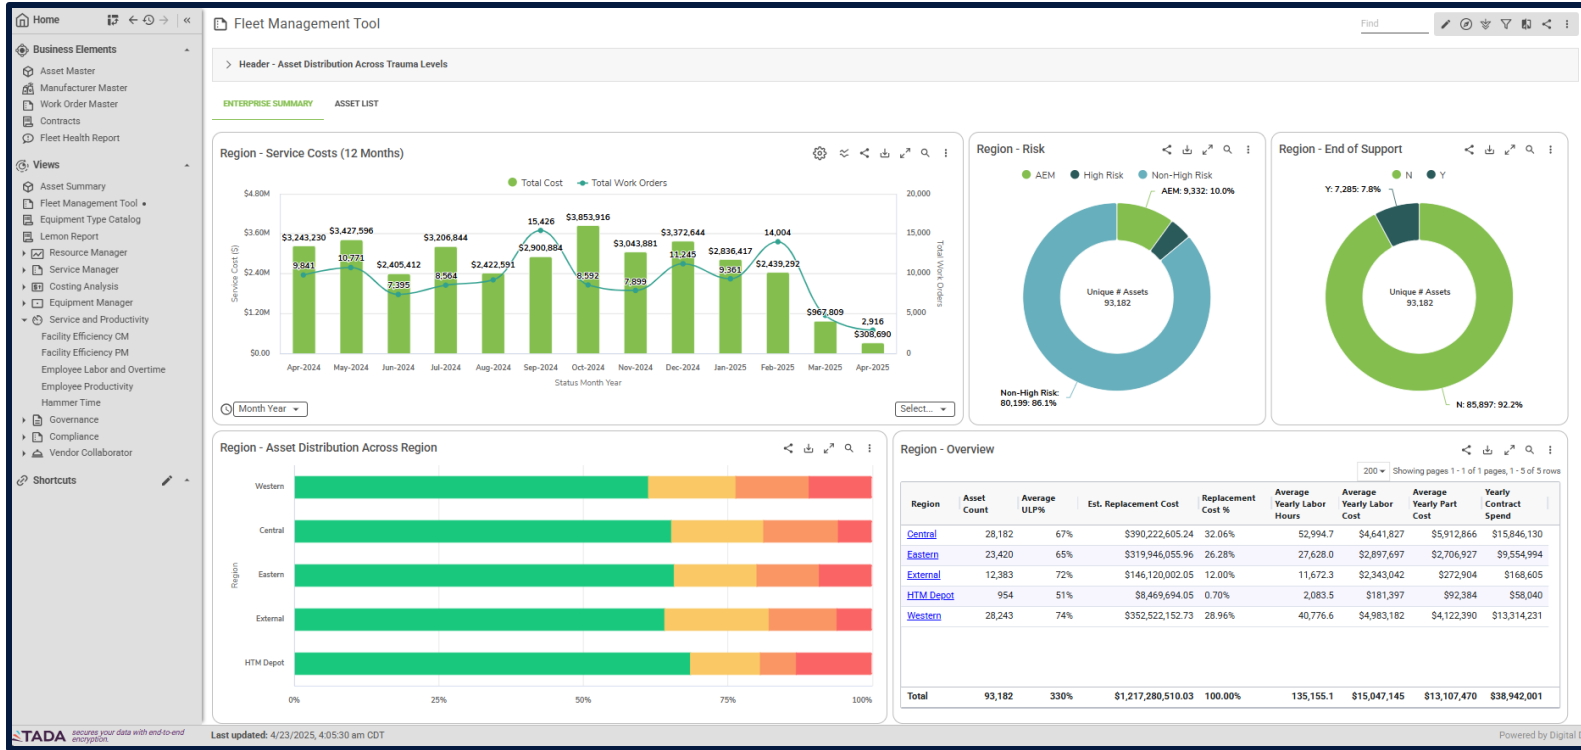 Home
Business Elements
Asset Master
Manufacturer Master
Work Order Master
Contracts
Fleet Health Report
Views
Asset Summary
Fleet Management Tool
Equipment Type Catalog
Lemon Report
Resource Manager
Service Manager
Costing Analysis
Equipment Manager
Service and Productivity
Facility Efficiency CM
Facility Efficiency PM
Employee Labor and Overtime
Employee Productivity
Hammer Time
Governance
Compliance
Vendor Collaborator
Shortcuts
TADA secures your data with end-to-end
encryption.
Fleet Management Tool
Find
Header - Asset Distribution Across Trauma Levels
ENTERPRISE SUMMARY ASSET LIST
Region - Service Costs (12 Months)
Total Cost Total Work Orders
$4.80M
$3.60M
$2.40M
$1.20M
$0.00
Service Cost ($)
20,000
15,000
10,000
5,000
0
Total Work Orders
$3,243,230 $3,427,596 $2,405,412 $3,206,844 $2,422,591 $2,900,884 $3,853,916 $3,043,881 $3,372,644 $2,836,417 $2,439,292 $967,809 $308,690
9,841 10,771 7,395 8,564 15,426 8,592 7,899 11,245 9,361 14,004 2,916
Apr-2024 May-2024 Jun-2024 Jul-2024 Aug-2024 Sep-2024 Oct-2024 Nov-2024 Dec-2024 Jan-2025 Feb-2025 Mar-2025 Apr-2025
Status Month Year
Month Year
Select...
Region - Risk
AEM High Risk Non-High Risk
AEM: 9,332: 10.0%
Unique # Assets
93,182
Non-High Risk:
80,199: 86.1%
Region - End of Support
N Y
Y: 7,285: 7.8%
Unique # Assets
93,182
N: 85,897: 92.2%
Region - Asset Distribution Across Region
Region
Western
Central
Eastern
External
HTM Depot
0% 25% 50% 75% 100%
Region - Overview
200 Showing pages 1 - 1 of 1 pages, 1 - 5 of 5 rows
Region Asset Count Average ULP% Est. Replacement Cost Replacement Cost % Average Yearly Labor Hours Average Yearly Labor Cost Average Yearly Part Cost Yearly Contract Spend
Central 28,182 67% $390,222,605.24 32.06% 52,994.7 $4,641,827 $5,912,866 $15,846,130
Eastern 23,420 65% $319,946,055.96 26.28% 27,628.0 $2,897,697 $2,706,927 $9,554,994
External 12,383 72% $146,120,002.05 12.00% 11,672.3 $2,343,042 $272,904 $168,605
HTM Depot 954 51% $8,469,694.05 0.70% 2,083.5 $181,397 $92,384 $58,040
Western 28,243 74% $352,522,152.73 28.96% 40,776.6 $4,983,182 $4,122,390 $13,314,231
Total 93,182 330% $1,217,280,510.03 100.00% 135,155.1 $15,047,145 $13,107,470 $38,942,001
Last updated: 4/23/2025, 4:05:30 am CDT
Powered by Digital